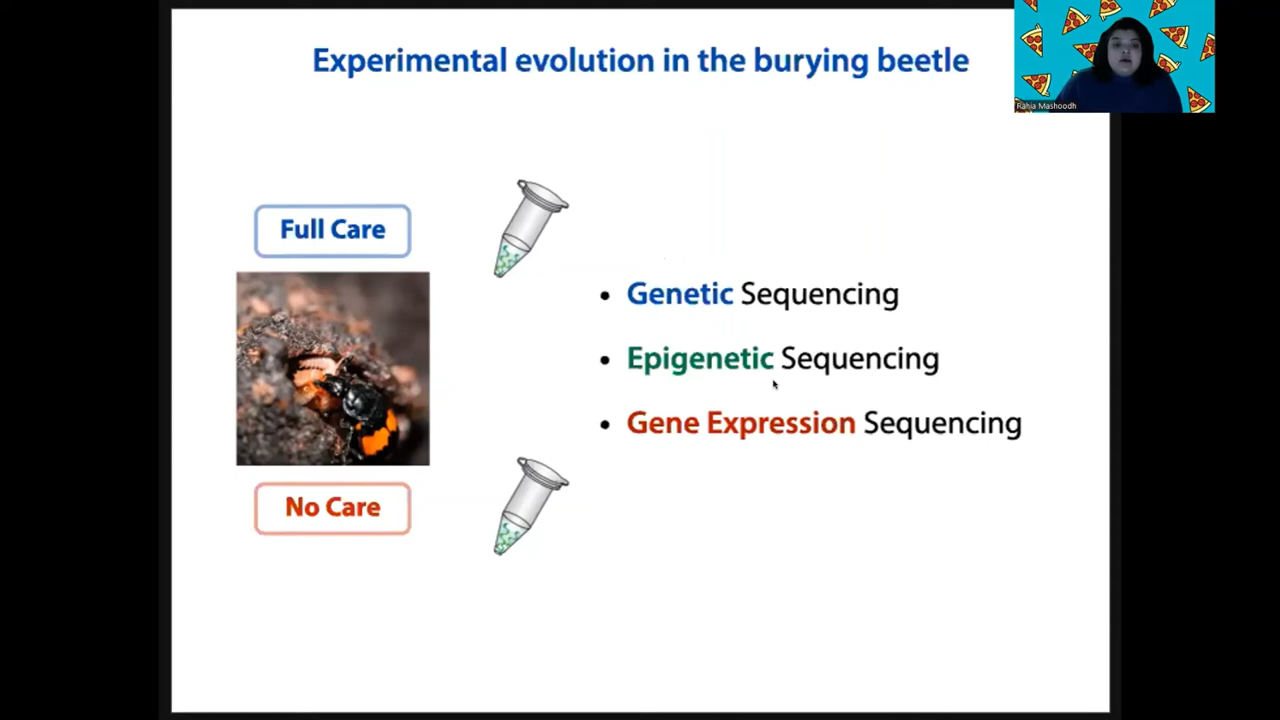 Experimental evolution in the burying beetle
Rahia Mashoodh
Full Care
No Care
• Genetic Sequencing
• Epigenetic Sequencing
• Gene Expression Sequencing